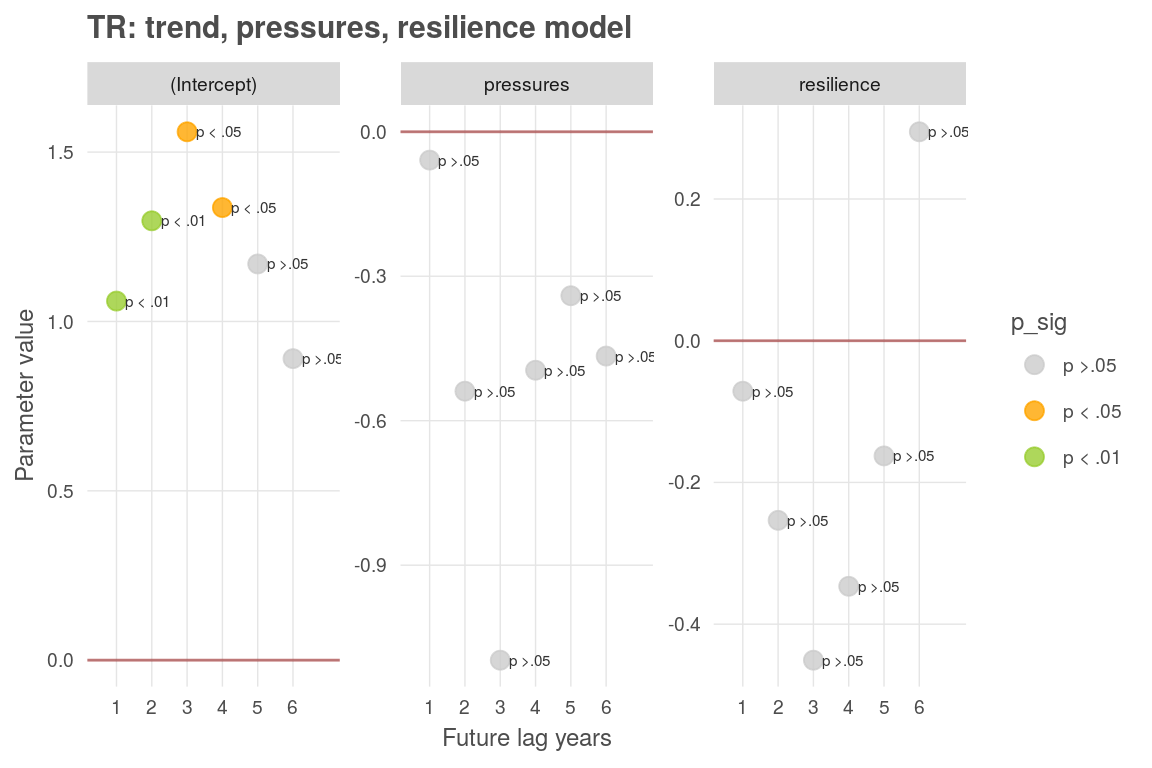 TR: trend, pressures, resilience model
(Intercept)
pressures
resilience
Parameter value
1.5
1.0
0.5
0.0
p < .01
p < .01
p < .05
p < .05
p >.05
p >.05
1 2 3 4 5 6
0.0
-0.3
-0.6
-0.9
p >.05
p >.05
p >.05
p >.05
p >.05
p >.05
1 2 3 4 5 6
0.2
0.0
-0.2
-0.4
p >.05
p >.05
p >.05
p >.05
p >.05
p >.05
1 2 3 4 5 6
Future lag years
p_sig
p >.05
p < .05
p < .01